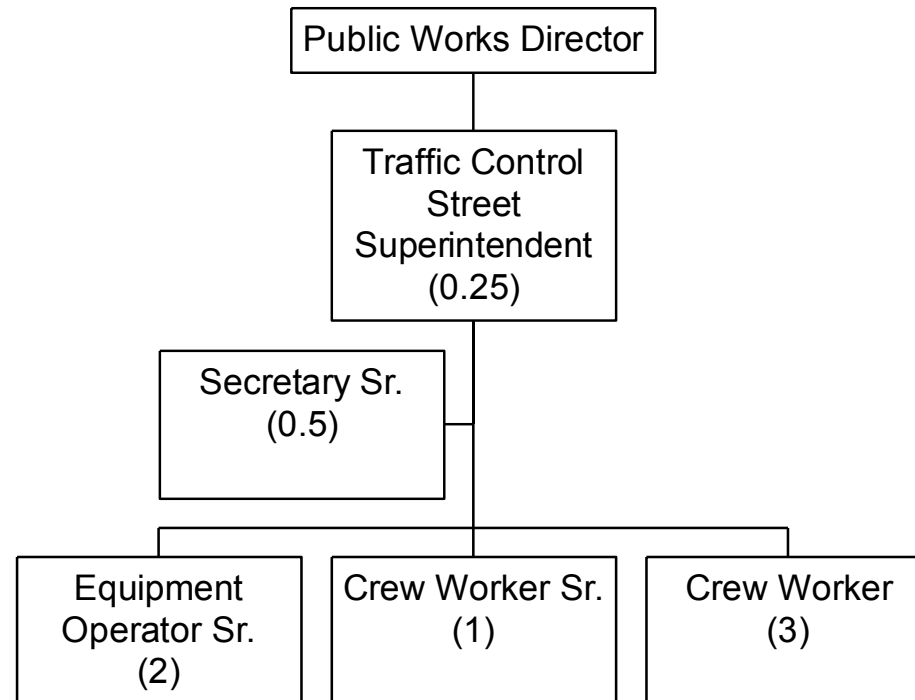 Public Works Director
Traffic Control
Street
Superintendent
(0.25)
Secretary Sr.
(0.5)
Equipment
Operator Sr.
(2)
Crew Worker Sr.
(1)
Crew Worker
(3)